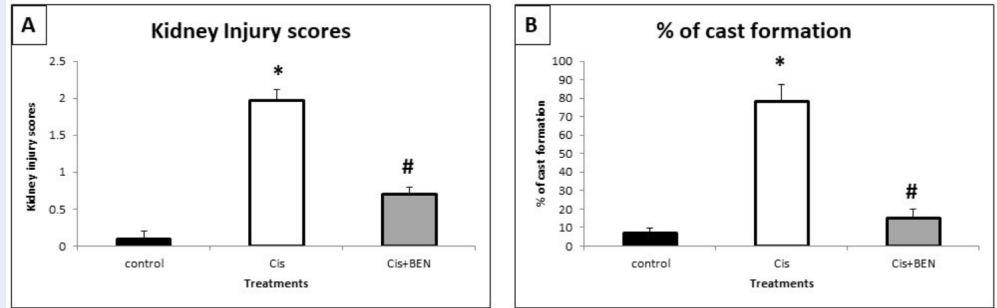 A
Kidney Injury scores
Kidney injury scores
2.5
2
1.5
1
0.5
0
*
#
control
Cis
Cis+BEN
Treatments
B
% of cast formation
% of cast formation
100
90
80
70
60
50
40
30
20
10
0
*
#
control
Cis
Cis+BEN
Treatments